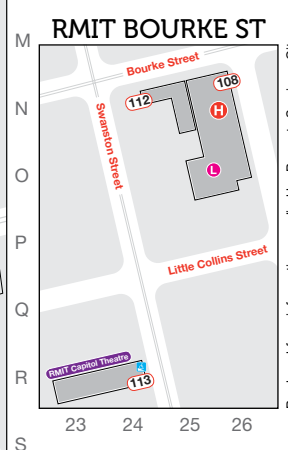 RMIT BOURKE ST
M
N
O
P
Q
R
S
Bourke Street
108
112
H
Swanston Street
L
Little Collins Street
RMIT Capitol Theatre
113
23 24 25 26